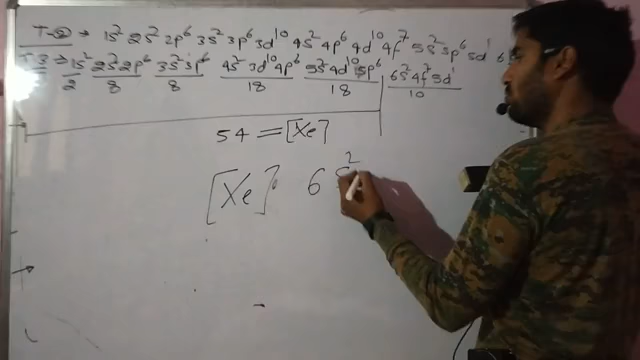 T-2 → 1s² 2s² 2p⁶ 3s² 3p⁶ 3d¹⁰ 4s² 4p⁶ 4d¹⁰ 4f⁷ 5s² 5p⁶ 5d¹ 6
T-3 → 1s² 2s² 2p⁶ 3s² 3p⁶ 4s² 3d¹⁰ 4p⁶ 5s² 4d¹⁰ 5p⁶ 6s² 4f⁷ 5d¹
2 8 8 18 18 10
54 = [Xe]
[Xe] 6s²